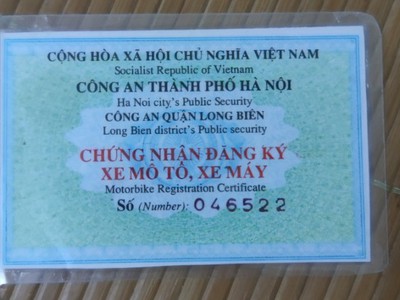 CỘNG HÒA XÃ HỘI CHỦ NGHĨA VIỆT NAM
Socialist Republic of Vietnam
CÔNG AN THÀNH PHỐ HÀ NỘI
Ha Noi city's Public Security
CÔNG AN QUẬN LONG BIÊN
Long Bien district's Public security
CHỨNG NHẬN ĐĂNG KÝ
XE MÔ TÔ, XE MÁY
Motorbike Registration Certificate
Số (Number): 046522